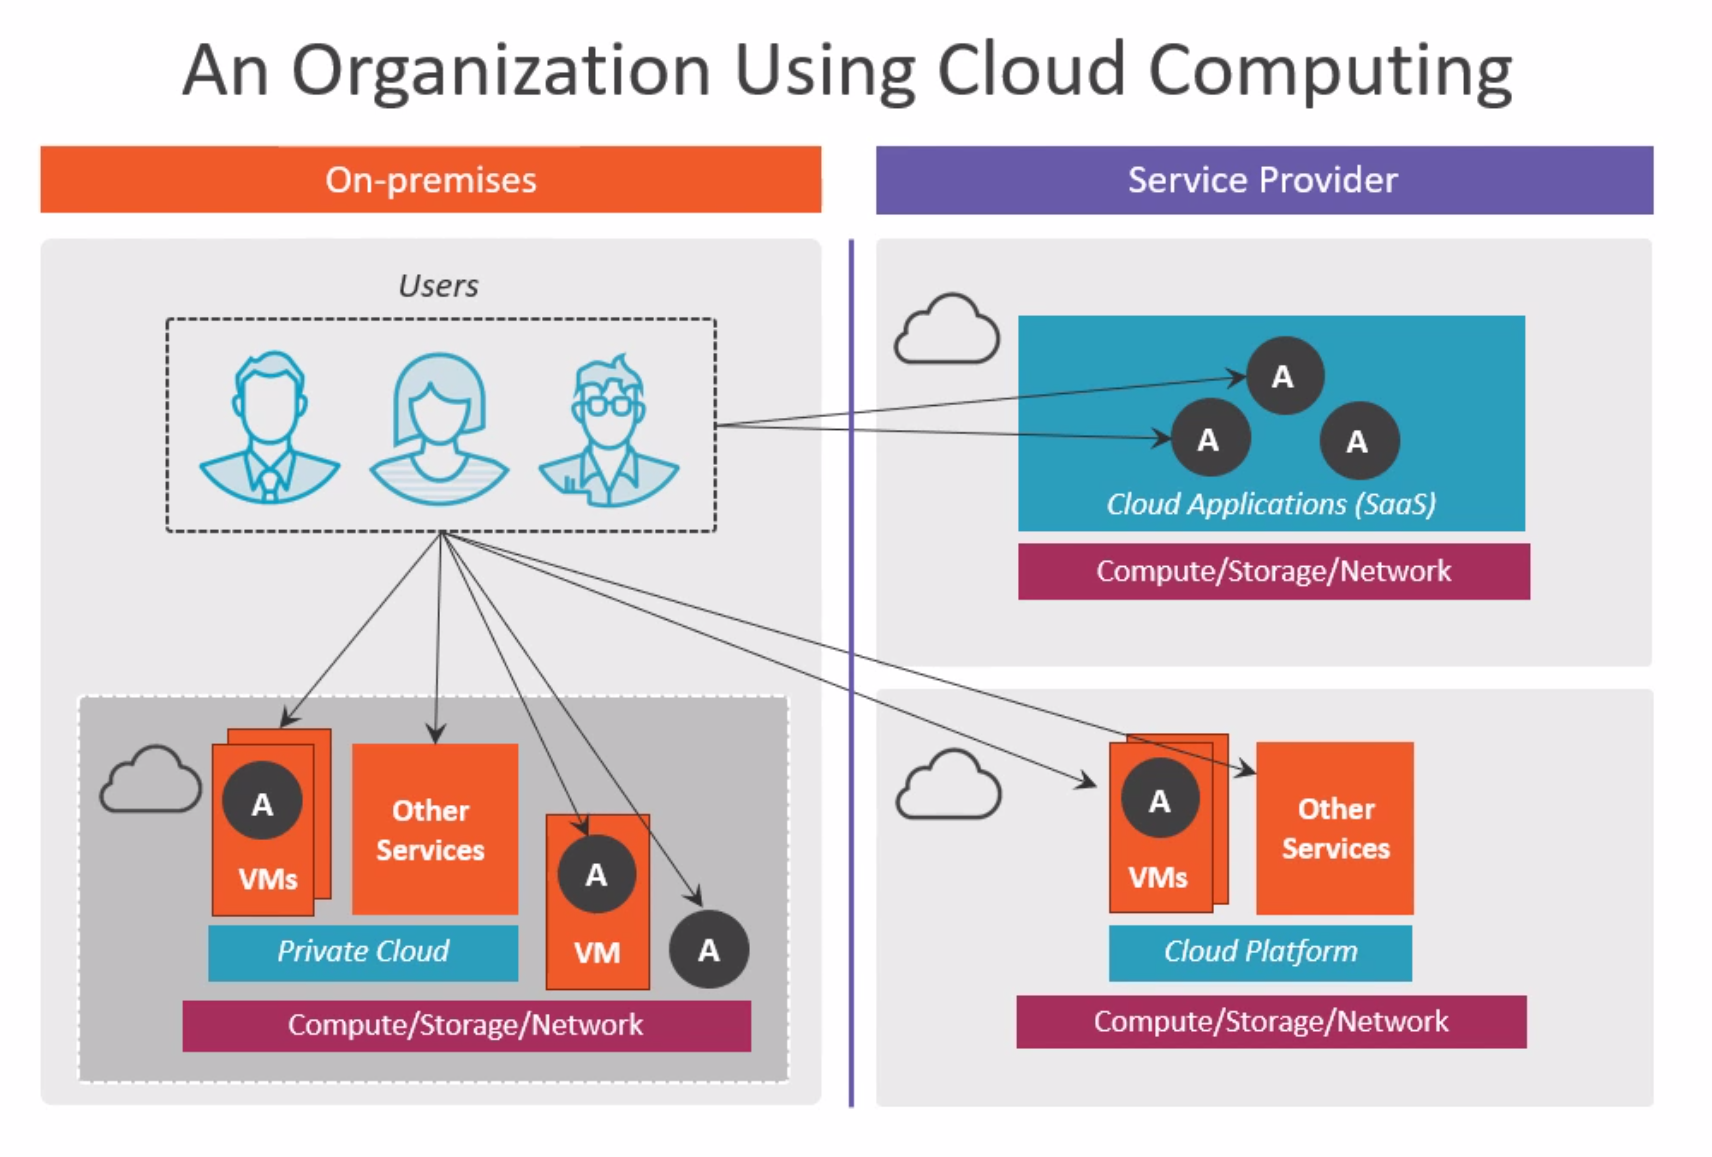 An Organization Using Cloud Computing
On-premises
Service Provider
Users
A
A
A
Cloud Applications (SaaS)
Compute/Storage/Network
A
VMs
Other
Services
A
VM
A
Private Cloud
Compute/Storage/Network
A
VMs
Other
Services
Cloud Platform
Compute/Storage/Network